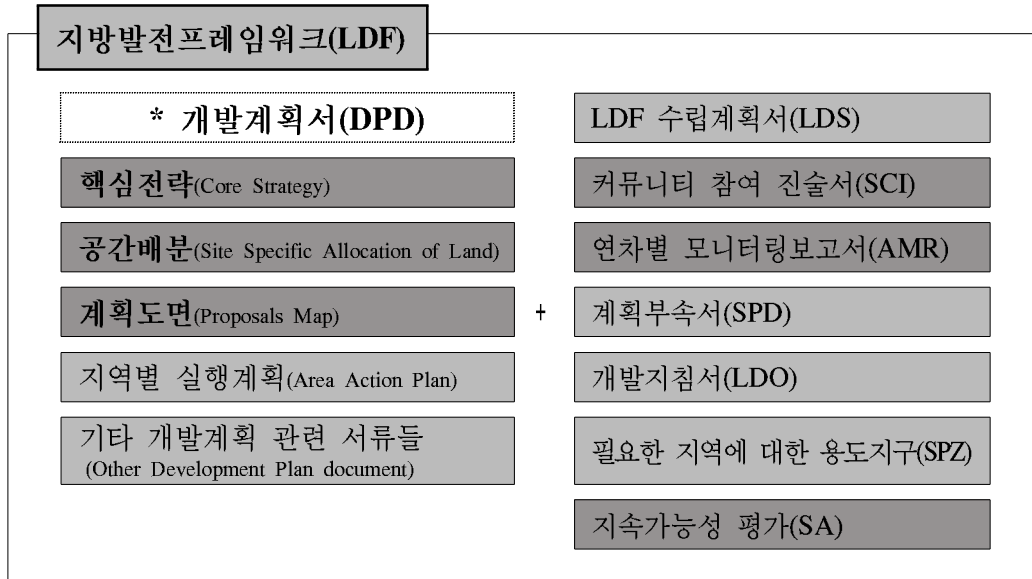 지방발전프레임워크(LDF)
* 개발계획서(DPD)
핵심전략(Core Strategy)
공간배분(Site Specific Allocation of Land)
계획도면(Proposals Map)
지역별 실행계획(Area Action Plan)
기타 개발계획 관련 서류들
(Other Development Plan document)
+
LDF 수립계획서(LDS)
커뮤니티 참여 진술서(SCI)
연차별 모니터링보고서(AMR)
계획부속서(SPD)
개발지침서(LDO)
필요한 지역에 대한 용도지구(SPZ)
지속가능성 평가(SA)